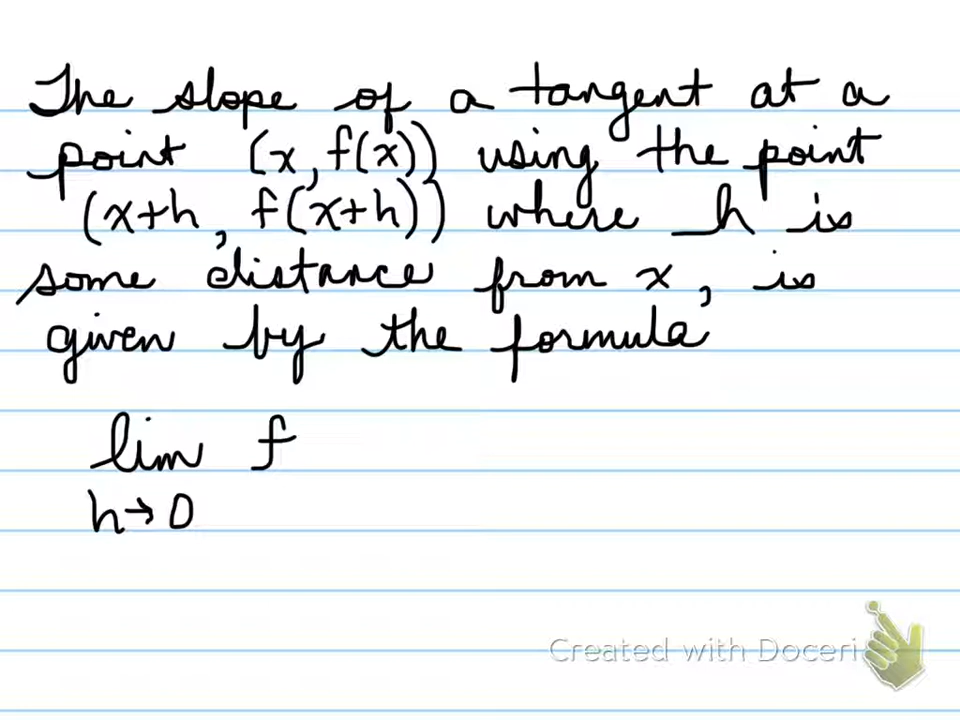 The slope of a tangent at a
point (x, f(x)) using the point
(x+h, f(x+h)) where h is
some distance from x, is
given by the formula
lim f
h→0
Created with Doceri